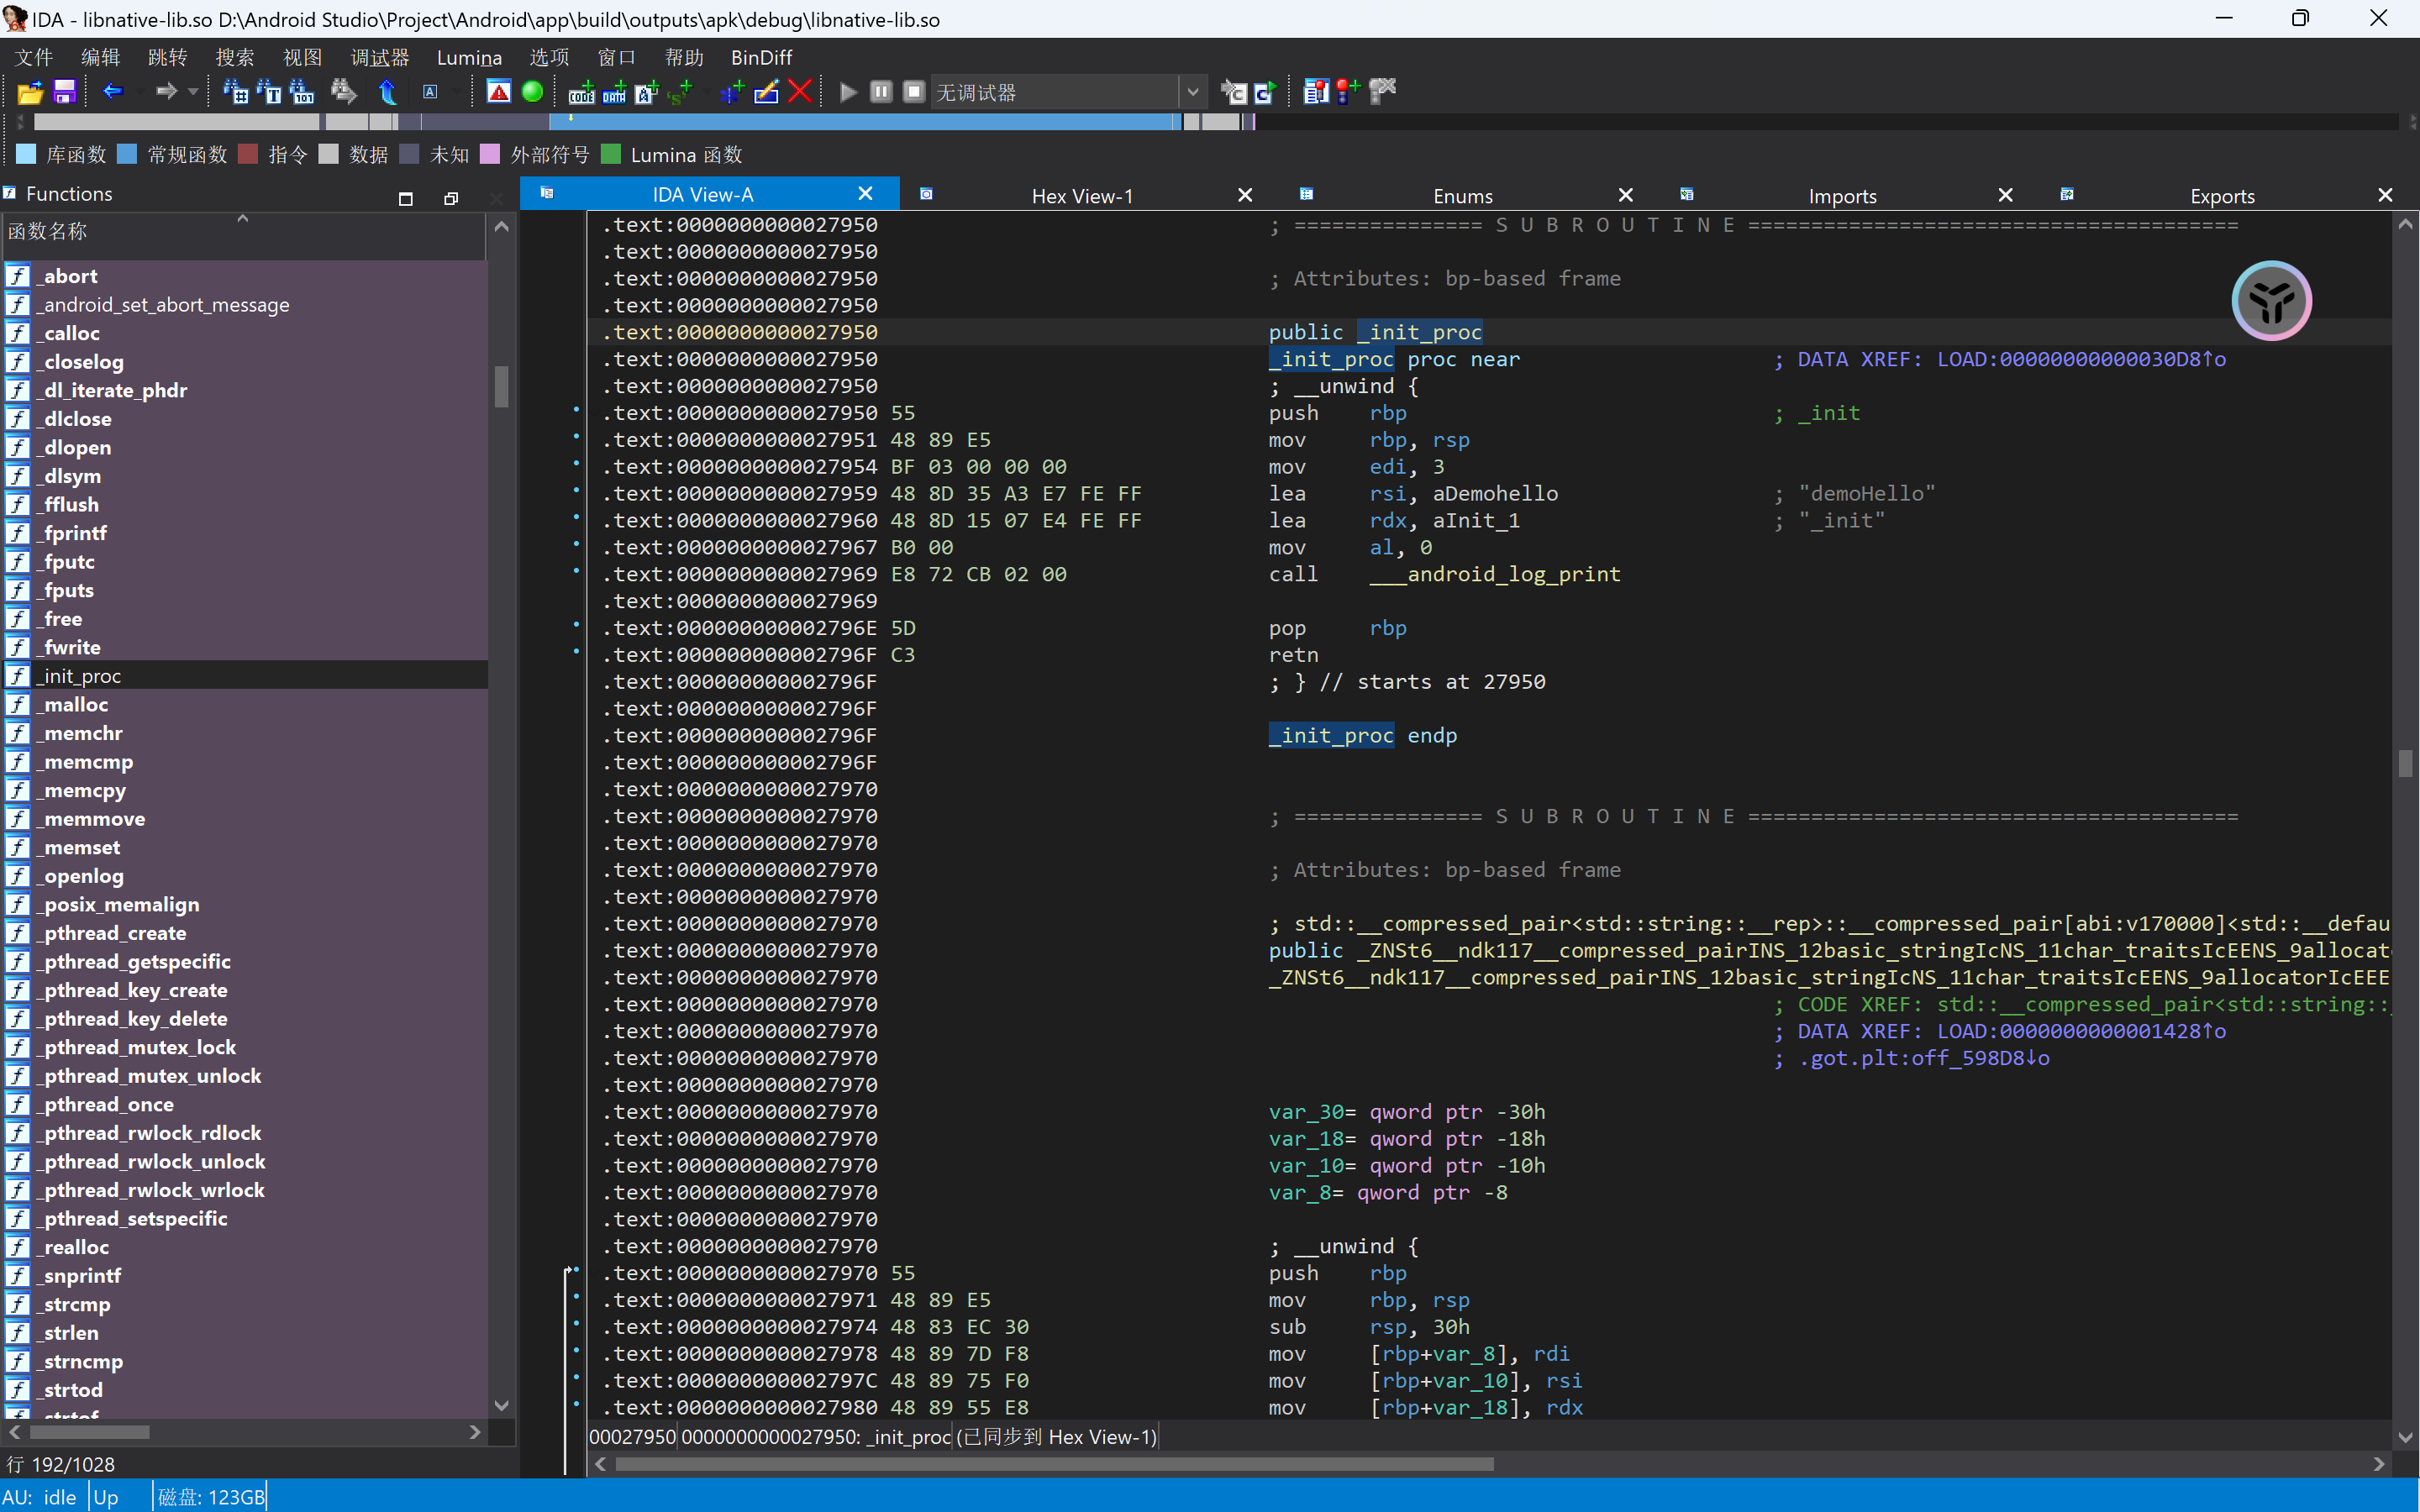 IDA - libnative-lib.so D:\Android Studio\Project\Android\app\build\outputs\apk\debug\libnative-lib.so
文件 编辑 跳转 搜索 视图 调试器 Lumina 选项 窗口 帮助 BinDiff
无调试器
库函数 常规函数 指令 数据 未知 外部符号 Lumina 函数
Functions
函数名称
_abort
_android_set_abort_message
_calloc
_closelog
_dl_iterate_phdr
_dlclose
_dlopen
_dlsym
_fflush
_fprintf
_fputc
_fputs
_free
_fwrite
_init_proc
_malloc
_memchr
_memcmp
_memcpy
_memmove
_memset
_openlog
_posix_memalign
_pthread_create
_pthread_getspecific
_pthread_key_create
_pthread_key_delete
_pthread_mutex_lock
_pthread_mutex_unlock
_pthread_once
_pthread_rwlock_rdlock
_pthread_rwlock_unlock
_pthread_rwlock_wrlock
_pthread_setspecific
_realloc
_snprintf
_strcmp
_strlen
_strncmp
_strtod
行 192/1028
IDA View-A Hex View-1 Enums Imports Exports
.text:0000000000027950 ; =============== S U B R O U T I N E =======================================
.text:0000000000027950
.text:0000000000027950 ; Attributes: bp-based frame
.text:0000000000027950
.text:0000000000027950 public _init_proc
.text:0000000000027950 _init_proc proc near ; DATA XREF: LOAD:00000000000030D8↑o
.text:0000000000027950 ; __unwind {
.text:0000000000027950 55 push rbp ; _init
.text:0000000000027951 48 89 E5 mov rbp, rsp
.text:0000000000027954 BF 03 00 00 00 mov edi, 3
.text:0000000000027959 48 8D 35 A3 E7 FE FF lea rsi, aDemohello ; "demoHello"
.text:0000000000027960 48 8D 15 07 E4 FE FF lea rdx, aInit_1 ; "_init"
.text:0000000000027967 B0 00 mov al, 0
.text:0000000000027969 E8 72 CB 02 00 call ___android_log_print
.text:0000000000027969
.text:000000000002796E 5D pop rbp
.text:000000000002796F C3 retn
.text:000000000002796F ; } // starts at 27950
.text:000000000002796F
.text:000000000002796F _init_proc endp
.text:000000000002796F
.text:0000000000027970
.text:0000000000027970 ; =============== S U B R O U T I N E =======================================
.text:0000000000027970
.text:0000000000027970 ; Attributes: bp-based frame
.text:0000000000027970
.text:0000000000027970 ; std::__compressed_pair<std::string::__rep>::__compressed_pair[abi:v170000]<std::__defau
.text:0000000000027970 public _ZNSt6__ndk117__compressed_pairINS_12basic_stringIcNS_11char_traitsIcEENS_9allocat
.text:0000000000027970 _ZNSt6__ndk117__compressed_pairINS_12basic_stringIcNS_11char_traitsIcEENS_9allocatorIcEEE
.text:0000000000027970 ; CODE XREF: std::__compressed_pair<std::string::
.text:0000000000027970 ; DATA XREF: LOAD:0000000000001428↑o
.text:0000000000027970 ; .got.plt:off_598D8↓o
.text:0000000000027970
.text:0000000000027970 var_30= qword ptr -30h
.text:0000000000027970 var_18= qword ptr -18h
.text:0000000000027970 var_10= qword ptr -10h
.text:0000000000027970 var_8= qword ptr -8
.text:0000000000027970
.text:0000000000027970 ; __unwind {
.text:0000000000027970 55 push rbp
.text:0000000000027971 48 89 E5 mov rbp, rsp
.text:0000000000027974 48 83 EC 30 sub rsp, 30h
.text:0000000000027978 48 89 7D F8 mov [rbp+var_8], rdi
.text:000000000002797C 48 89 75 F0 mov [rbp+var_10], rsi
.text:0000000000027980 48 89 55 E8 mov [rbp+var_18], rdx
00027950 0000000000027950: _init_proc (已同步到 Hex View-1)
AU: idle Up 磁盘: 123GB